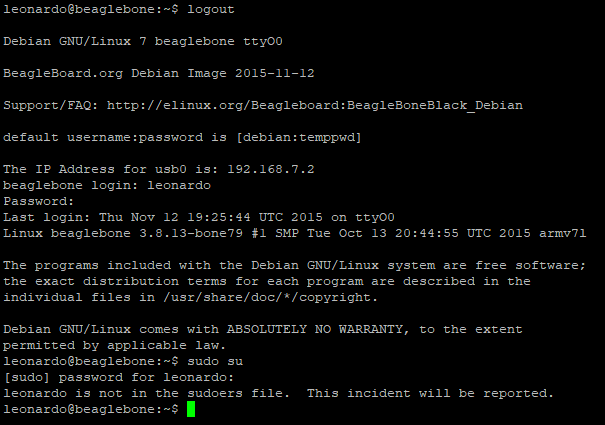 leonardo@beaglebone:~$ logout
Debian GNU/Linux 7 beaglebone ttyO0
BeagleBoard.org Debian Image 2015-11-12
Support/FAQ: http://elinux.org/Beagleboard:BeagleBoneBlack_Debian
default username:password is [debian:temppwd]
The IP Address for usb0 is: 192.168.7.2
beaglebone login: leonardo
Password:
Last login: Thu Nov 12 19:25:44 UTC 2015 on ttyO0
Linux beaglebone 3.8.13-bone79 #1 SMP Tue Oct 13 20:44:55 UTC 2015 armv7l
The programs included with the Debian GNU/Linux system are free software;
the exact distribution terms for each program are described in the
individual files in /usr/share/doc/*/copyright.
Debian GNU/Linux comes with ABSOLUTELY NO WARRANTY, to the extent
permitted by applicable law.
leonardo@beaglebone:~$ sudo su
[sudo] password for leonardo:
leonardo is not in the sudoers file.  This incident will be reported.
leonardo@beaglebone:~$